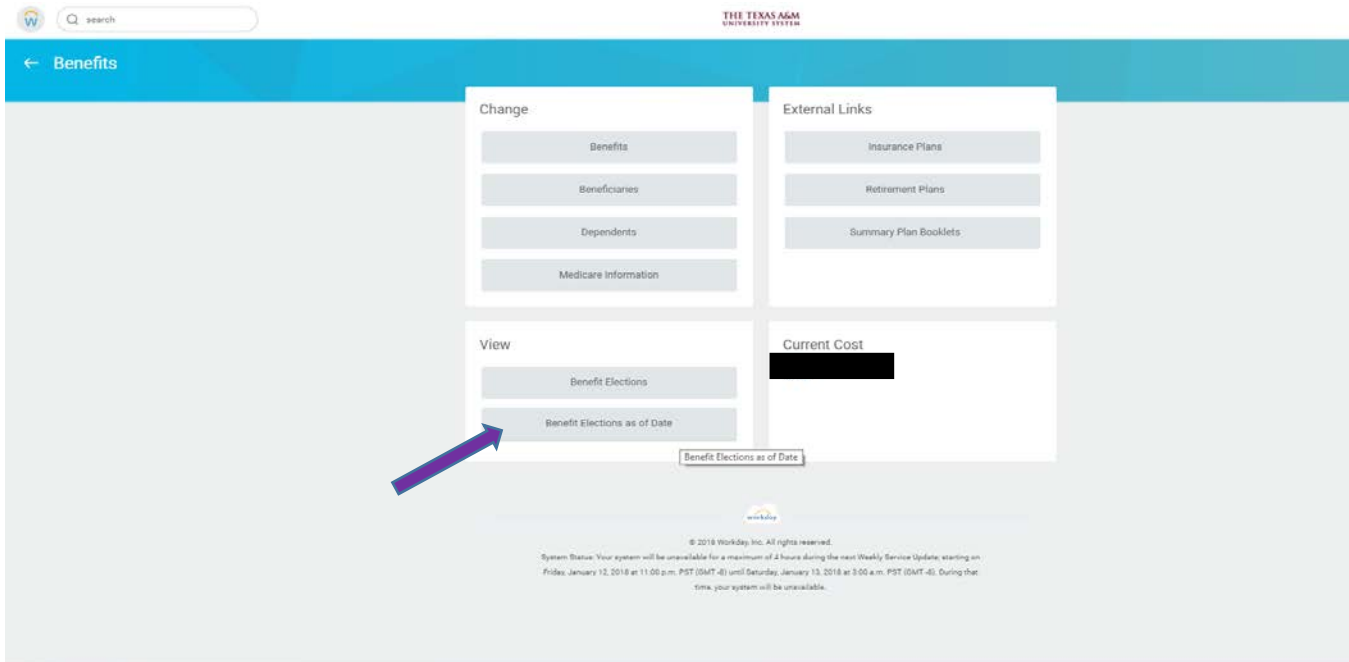 W
search
THE TEXAS A&M
UNIVERSITY SYSTEM
← Benefits
Change
Benefits
Beneficiaries
Dependents
Medicare Information
External Links
Insurance Plans
Retirement Plans
Summary Plan Booklets
View
Benefit Elections
Benefit Elections as of Date
Current Cost
Benefit Elections as of Date
workday
© 2018 Workday, Inc. All rights reserved.
System Status: Your system will be unavailable for a maximum of 4 hours during the next Weekly Service Update; starting on
Friday, January 12, 2018 at 11:00 p.m. PST (GMT -8) until Saturday, January 13, 2018 at 3:00 a.m. PST (GMT -8). During that
time, your system will be unavailable.